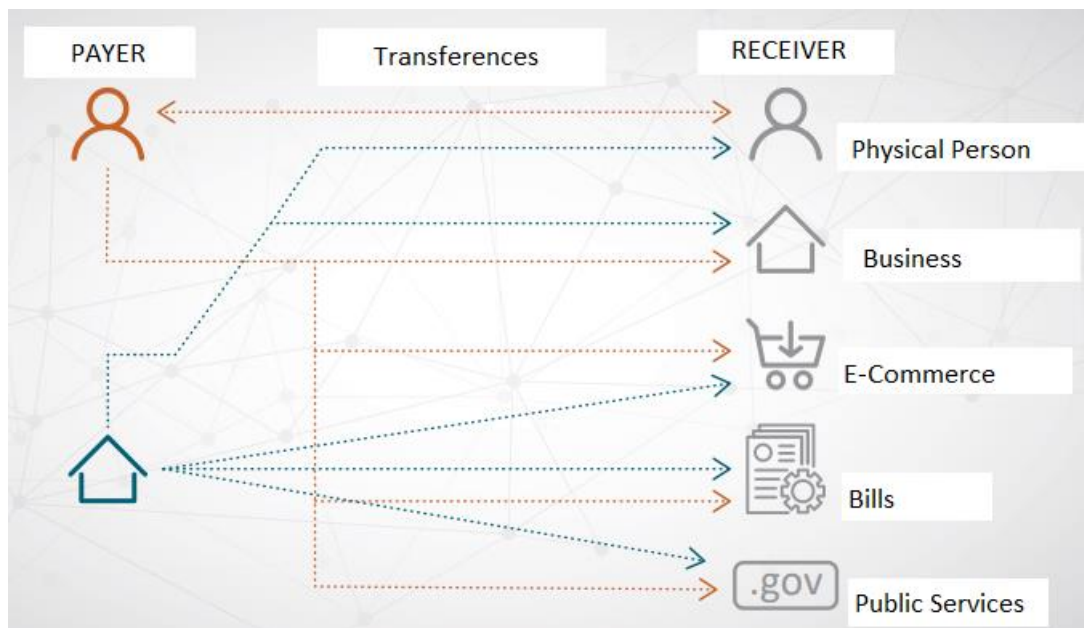 PAYER
Transferences
RECEIVER
Physical Person
Business
E-Commerce
Bills
.gov
Public Services